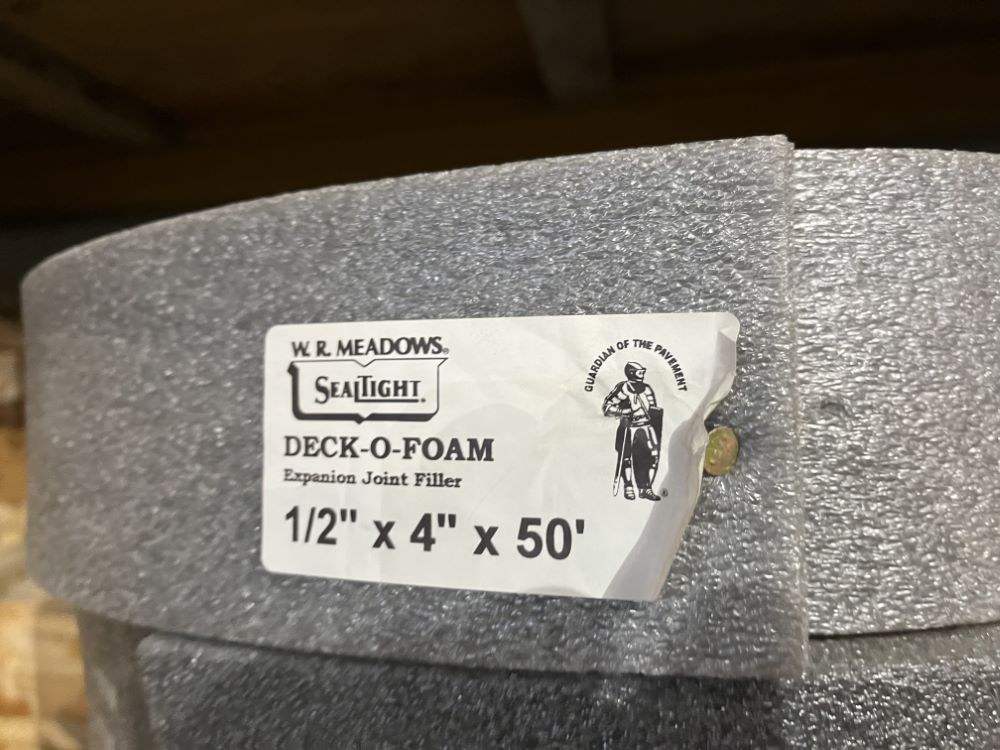 W. R. MEADOWS®
SEALTIGHT®
DECK-O-FOAM
Expanion Joint Filler
1/2" x 4" x 50'
GUARDIAN OF THE PAVEMENT
®